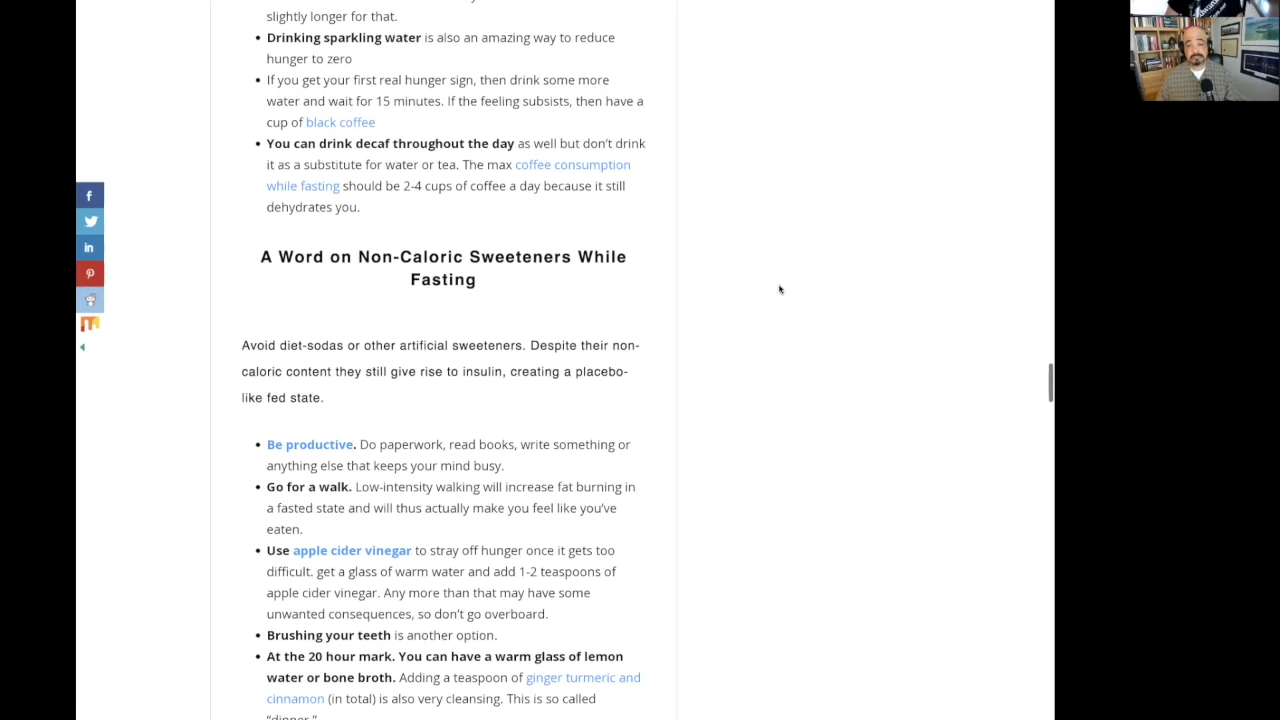 slightly longer for that.
• Drinking sparkling water is also an amazing way to reduce
hunger to zero
• If you get your first real hunger sign, then drink some more
water and wait for 15 minutes. If the feeling subsists, then have a
cup of black coffee
• You can drink decaf throughout the day as well but don't drink
it as a substitute for water or tea. The max coffee consumption
while fasting should be 2-4 cups of coffee a day because it still
dehydrates you.
A Word on Non-Caloric Sweeteners While
Fasting
Avoid diet-sodas or other artificial sweeteners. Despite their non-
caloric content they still give rise to insulin, creating a placebo-
like fed state.
• Be productive. Do paperwork, read books, write something or
anything else that keeps your mind busy.
• Go for a walk. Low-intensity walking will increase fat burning in
a fasted state and will thus actually make you feel like you've
eaten.
• Use apple cider vinegar to stray off hunger once it gets too
difficult. get a glass of warm water and add 1-2 teaspoons of
apple cider vinegar. Any more than that may have some
unwanted consequences, so don't go overboard.
• Brushing your teeth is another option.
• At the 20 hour mark. You can have a warm glass of lemon
water or bone broth. Adding a teaspoon of ginger turmeric and
cinnamon (in total) is also very cleansing. This is so called
"dinner."